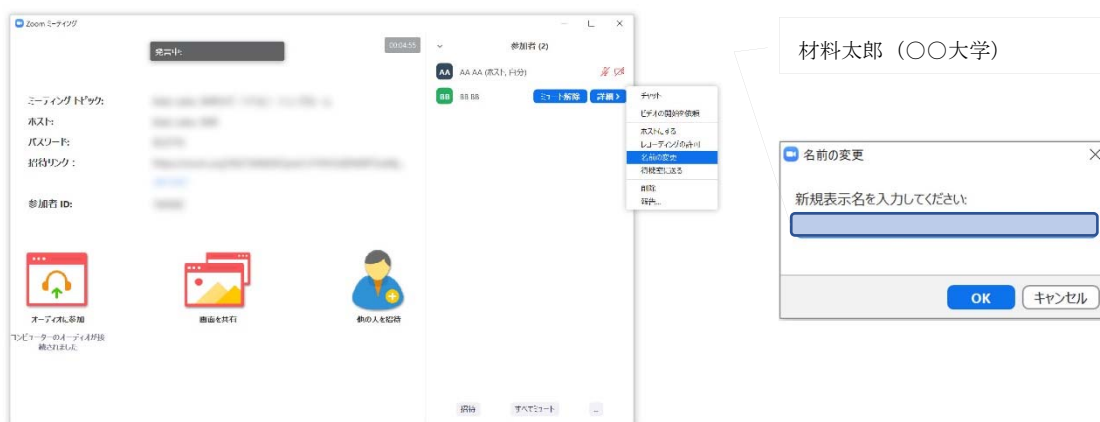 Zoom ミーティング
発言中:
00:04:55
ミーティング トピック:
ホスト:
パスワード:
招待リンク:
参加者 ID:
オーディオに参加
コンピューターのオーディオが接
続されました
画面を共有
他の人を招待
参加者 (2)
AA AA AA (ホスト, 自分)
BB BB BB ミュート解除 詳細 >
チャット
ビデオの開始を依頼
ホストにする
レコーディングの許可
名前の変更
待機室に送る
削除
報告...
招待 すべてミュート ...
材料太郎（○○大学）
名前の変更
新規表示名を入力してください:
OK キャンセル